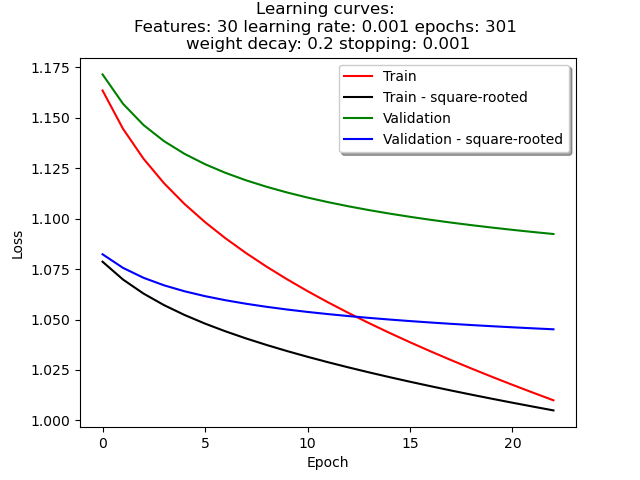 Learning curves:
Features: 30 learning rate: 0.001 epochs: 301
weight decay: 0.2 stopping: 0.001
Train
Train - square-rooted
Validation
Validation - square-rooted
1.175
1.150
1.125
1.100
1.075
1.050
1.025
1.000
Loss
0 5 10 15 20
Epoch